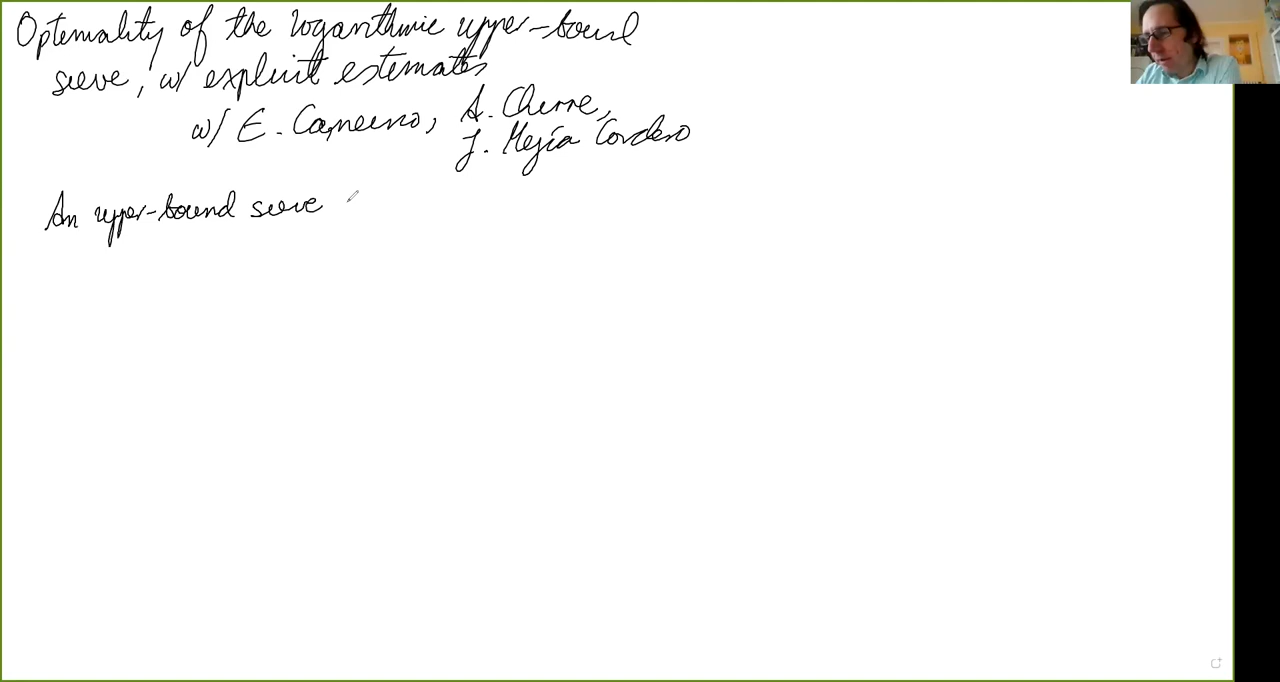 Optimality of the logarithmic upper-bound
sieve, w/ explicit estimates
w/ E. Carneiro, A. Chirre,
J. Mejía Cordero
An upper-bound sieve